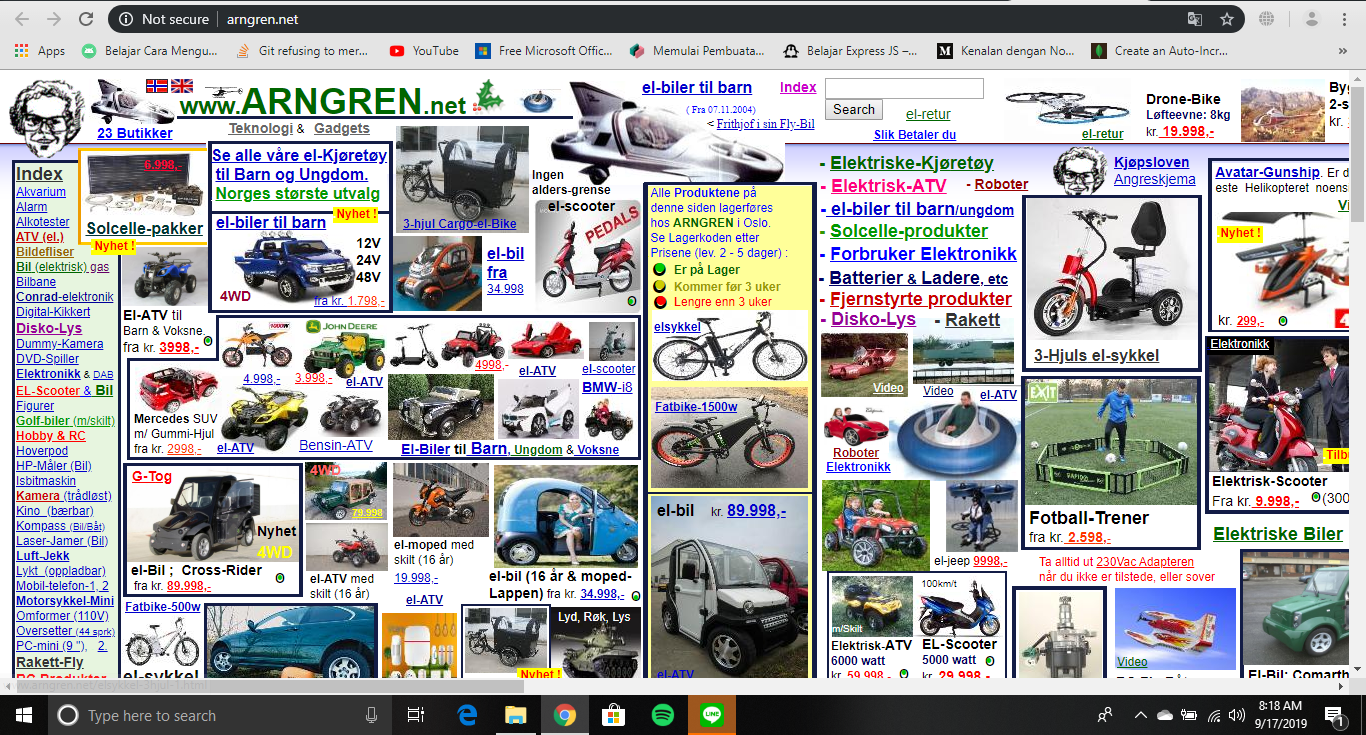 Not secure | arngren.net
Apps
Belajar Cara Mengu...
Git refusing to mer...
YouTube
Free Microsoft Offic...
Memulai Pembuata...
Belajar Express JS –...
Kenalan dengan No...
Create an Auto-Incr...
»
www.ARNGREN.net
23 Butikker
Teknologi & Gadgets
el-biler til barn
( Fra 07.11.2004)
< Frithjof i sin Fly-Bil
Index
Search
el-retur
Slik Betaler du
el-retur
Drone-Bike
Løfteevne: 8kg
kr. 19.998,-
Index
Akvarium
Alarm
Alkotester
ATV (el.)
Bildefliser
Bil (elektrisk) gas
Bilbane
Conrad-elektronik
Digital-Kikkert
Disko-Lys
Dummy-Kamera
DVD-Spiller
Elektronikk & DAB
EL-Scooter & Bil
Figurer
Golf-biler (m/skilt)
Hobby & RC
Hoverpod
HP-Måler (Bil)
Isbitmaskin
Kamera (trådløst)
Kino (bærbar)
Kompass (Bil/Båt)
Laser-Jamer (Bil)
Luft-Jekk
Lykt (oppladbar)
Mobil-telefon-1, 2
Motorsykkel-Mini
Omformer (110V)
Oversetter (44 sprk)
PC-mini (9 "), 2.
Rakett-Fly
6.998,-
Solcelle-pakker
Nyheter !
Se alle våre el-Kjøretøy
til Barn og Ungdom.
Norges største utvalg
Nyhet !
el-biler til barn
12V
24V
48V
4WD
fra kr. 1.798,-
3-hjul Cargo-el-Bike
el-bil
fra
34.998
Ingen
alders-grense
el-scooter
PEDALS
El-ATV til
Barn & Voksne.
fra kr. 3998,-
1000W
4.998,-
JOHN DEERE
3.998,-
el-ATV
4998,-
el-ATV
el-scooter
Mercedes SUV
m/ Gummi-Hjul
fra kr. 2998,-
el-ATV
Bensin-ATV
BMW-i8
El-Biler til Barn, Ungdom & Voksne
G-Tog
Nyhet
4WD
el-Bil ; Cross-Rider
fra kr. 89.998,-
4WD
79.998
el-ATV med
skilt (16 år)
el-moped med
skilt (16 år)
19.998,-
el-ATV
el-bil (16 år & moped-
Lappen) fra kr. 34.998,-
Fatbike-500w
el-sykkel
Nyhet !
Lyd, Røk, Lys
Alle Produktene på
denne siden lagerføres
hos ARNGREN i Oslo.
Se Lagerkoden etter
Prisene (lev. 2 - 5 dager) :
Er på Lager
Kommer før 3 uker
Lengre enn 3 uker
elsykkel
Fatbike-1500w
el-bil kr. 89.998,-
el-ATV
- Elektriske-Kjøretøy
- Elektrisk-ATV
- Roboter
- el-biler til barn/ungdom
- Solcelle-produkter
- Forbruker Elektronikk
- Batterier & Ladere, etc
- Fjernstyrte produkter
- Disko-Lys
- Rakett
Video
Video
el-ATV
Roboter
Elektronikk
el-jeep 9998,-
m/Skilt
Elektrisk-ATV
6000 watt
kr. 59.998,-
100km/t
EL-Scooter
5000 watt
kr. 29.998,-
Kjøpsloven
Angreskjema
3-Hjuls el-sykkel
EXIT
Fotball-Trener
fra kr. 2.598,-
Ta alltid ut 230Vac Adapteren
når du ikke er tilstede, eller sover
Video
Avatar-Gunship. Er d
este Helikopteret noens
Vi
Nyhet !
kr. 299,-
Elektronikk
Tilbu
Elektrisk-Scooter
Fra kr. 9.998,- (300
Elektriske Biler
El-Bil: Comarth
Type here to search
8:18 AM
9/17/2019
1